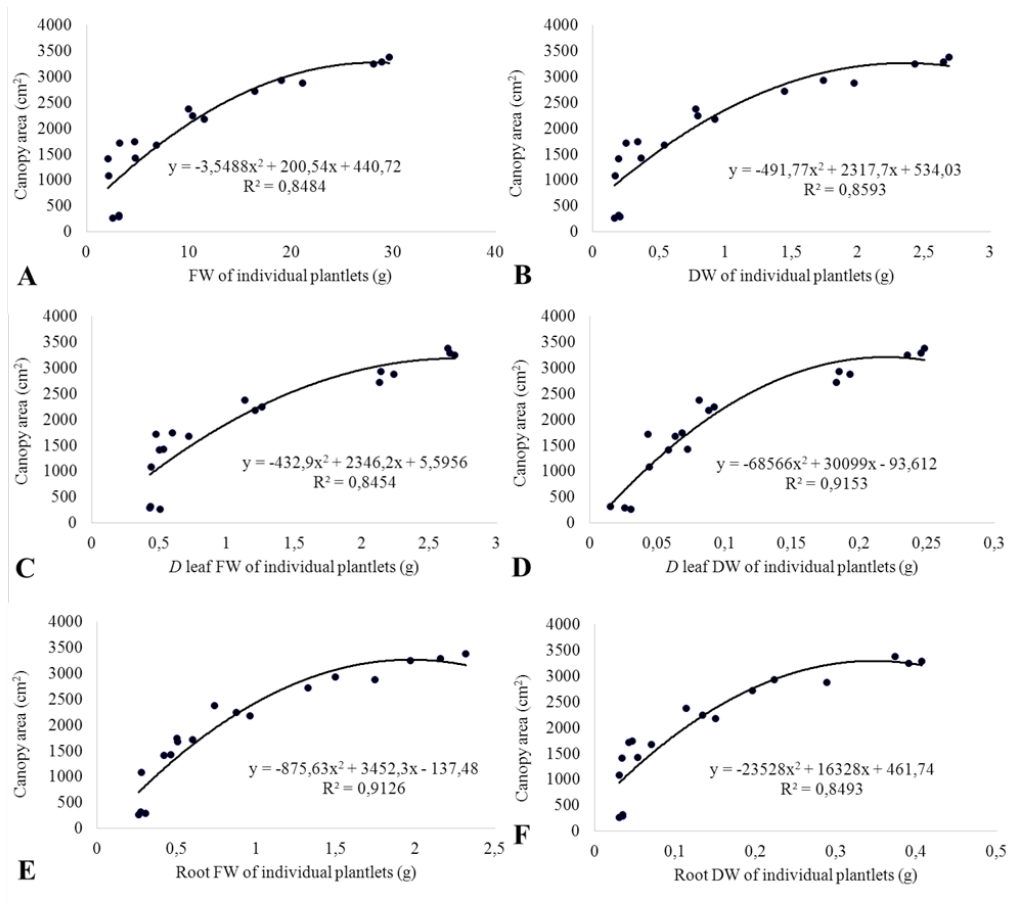 4000
3500
3000
2500
2000
1500
1000
500
0
Canopy area (cm²)
y = -3,5488x² + 200,54x + 440,72
R² = 0,8484
0 10 20 30 40
A FW of individual plantlets (g)
4000
3500
3000
2500
2000
1500
1000
500
0
Canopy area (cm²)
y = -491,77x² + 2317,7x + 534,03
R² = 0,8593
0 0,5 1 1,5 2 2,5 3
B DW of individual plantlets (g)
4000
3500
3000
2500
2000
1500
1000
500
0
Canopy area (cm²)
y = -432,9x² + 2346,2x + 5,5956
R² = 0,8454
0 0,5 1 1,5 2 2,5 3
C D leaf FW of individual plantlets (g)
4000
3500
3000
2500
2000
1500
1000
500
0
Canopy area (cm²)
y = -68566x² + 30099x - 93,612
R² = 0,9153
0 0,05 0,1 0,15 0,2 0,25 0,3
D D leaf DW of individual plantlets (g)
4000
3500
3000
2500
2000
1500
1000
500
0
Canopy area (cm²)
y = -875,63x² + 3452,3x - 137,48
R² = 0,9126
0 0,5 1 1,5 2 2,5
E Root FW of individual plantlets (g)
4000
3500
3000
2500
2000
1500
1000
500
0
Canopy area (cm²)
y = -23528x² + 16328x + 461,74
R² = 0,8493
0 0,1 0,2 0,3 0,4 0,5
F Root DW of individual plantlets (g)